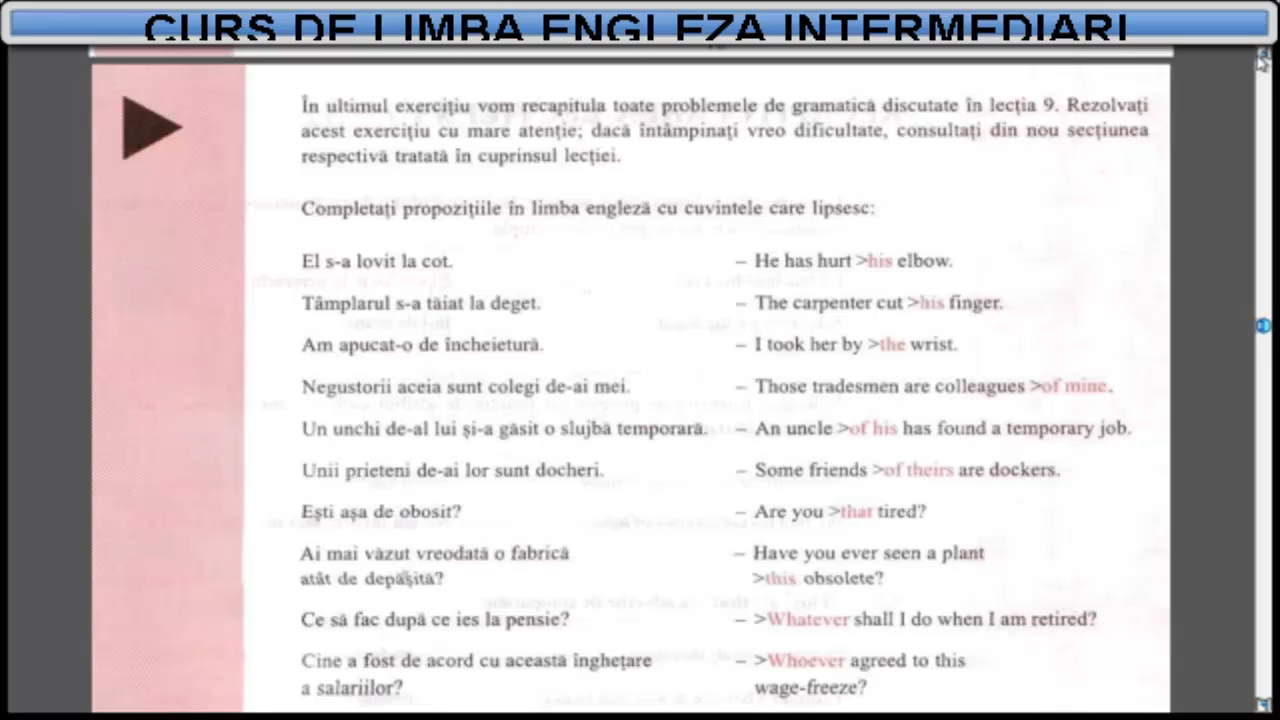 CURS DE LIMBA ENGLEZA INTERMEDIARI
În ultimul exercițiu vom recapitula toate problemele de gramatică discutate în lecția 9. Rezolvați
acest exercițiu cu mare atenție; dacă întâmpinați vreo dificultate, consultați din nou secțiunea
respectivă tratată în cuprinsul lecției.
Completați propozițiile în limba engleză cu cuvintele care lipsesc:
El s-a lovit la cot. – He has hurt >his elbow.
Tâmplarul s-a tăiat la deget. – The carpenter cut >his finger.
Am apucat-o de încheietură. – I took her by >the wrist.
Negustorii aceia sunt colegi de-ai mei. – Those tradesmen are colleagues >of mine.
Un unchi de-al lui și-a găsit o slujbă temporară. – An uncle >of his has found a temporary job.
Unii prieteni de-ai lor sunt docheri. – Some friends >of theirs are dockers.
Ești așa de obosit? – Are you >that tired?
Ai mai văzut vreodată o fabrică – Have you ever seen a plant
atât de depășită? >this obsolete?
Ce să fac după ce ies la pensie? – >Whatever shall I do when I am retired?
Cine a fost de acord cu această înghețare – >Whoever agreed to this
a salariilor? wage-freeze?